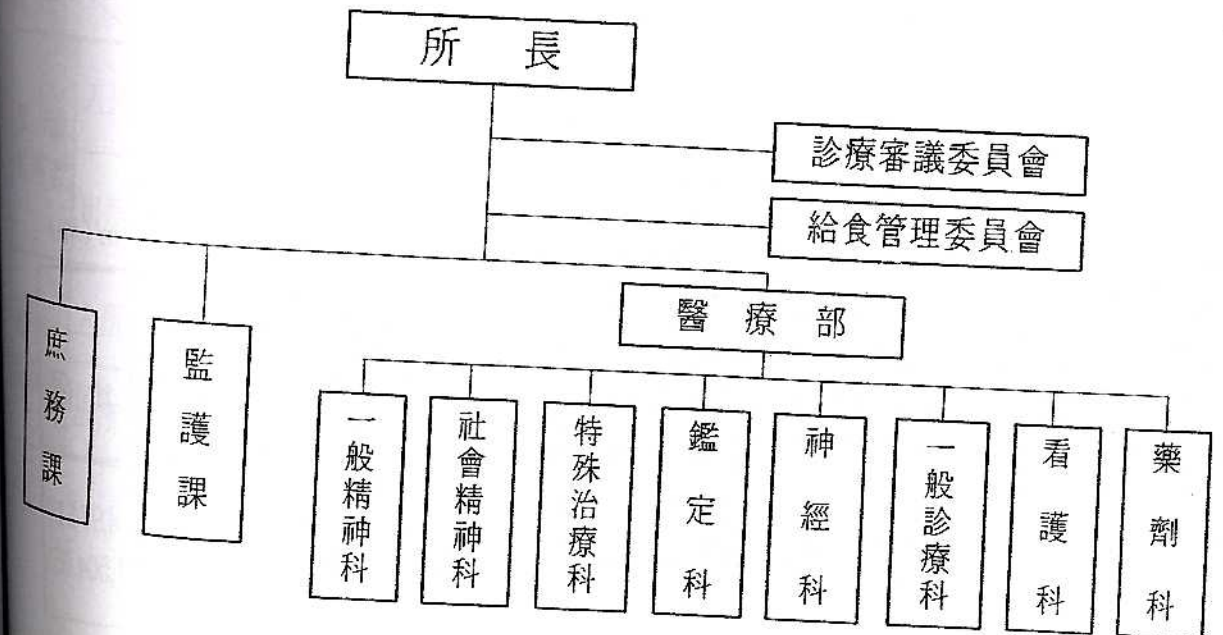 所長
診療審議委員會
給食管理委員會
醫療部
庶務課
監護課
一般精神科
社會精神科
特殊治療科
鑑定科
神經科
一般診療科
看護科
藥劑科